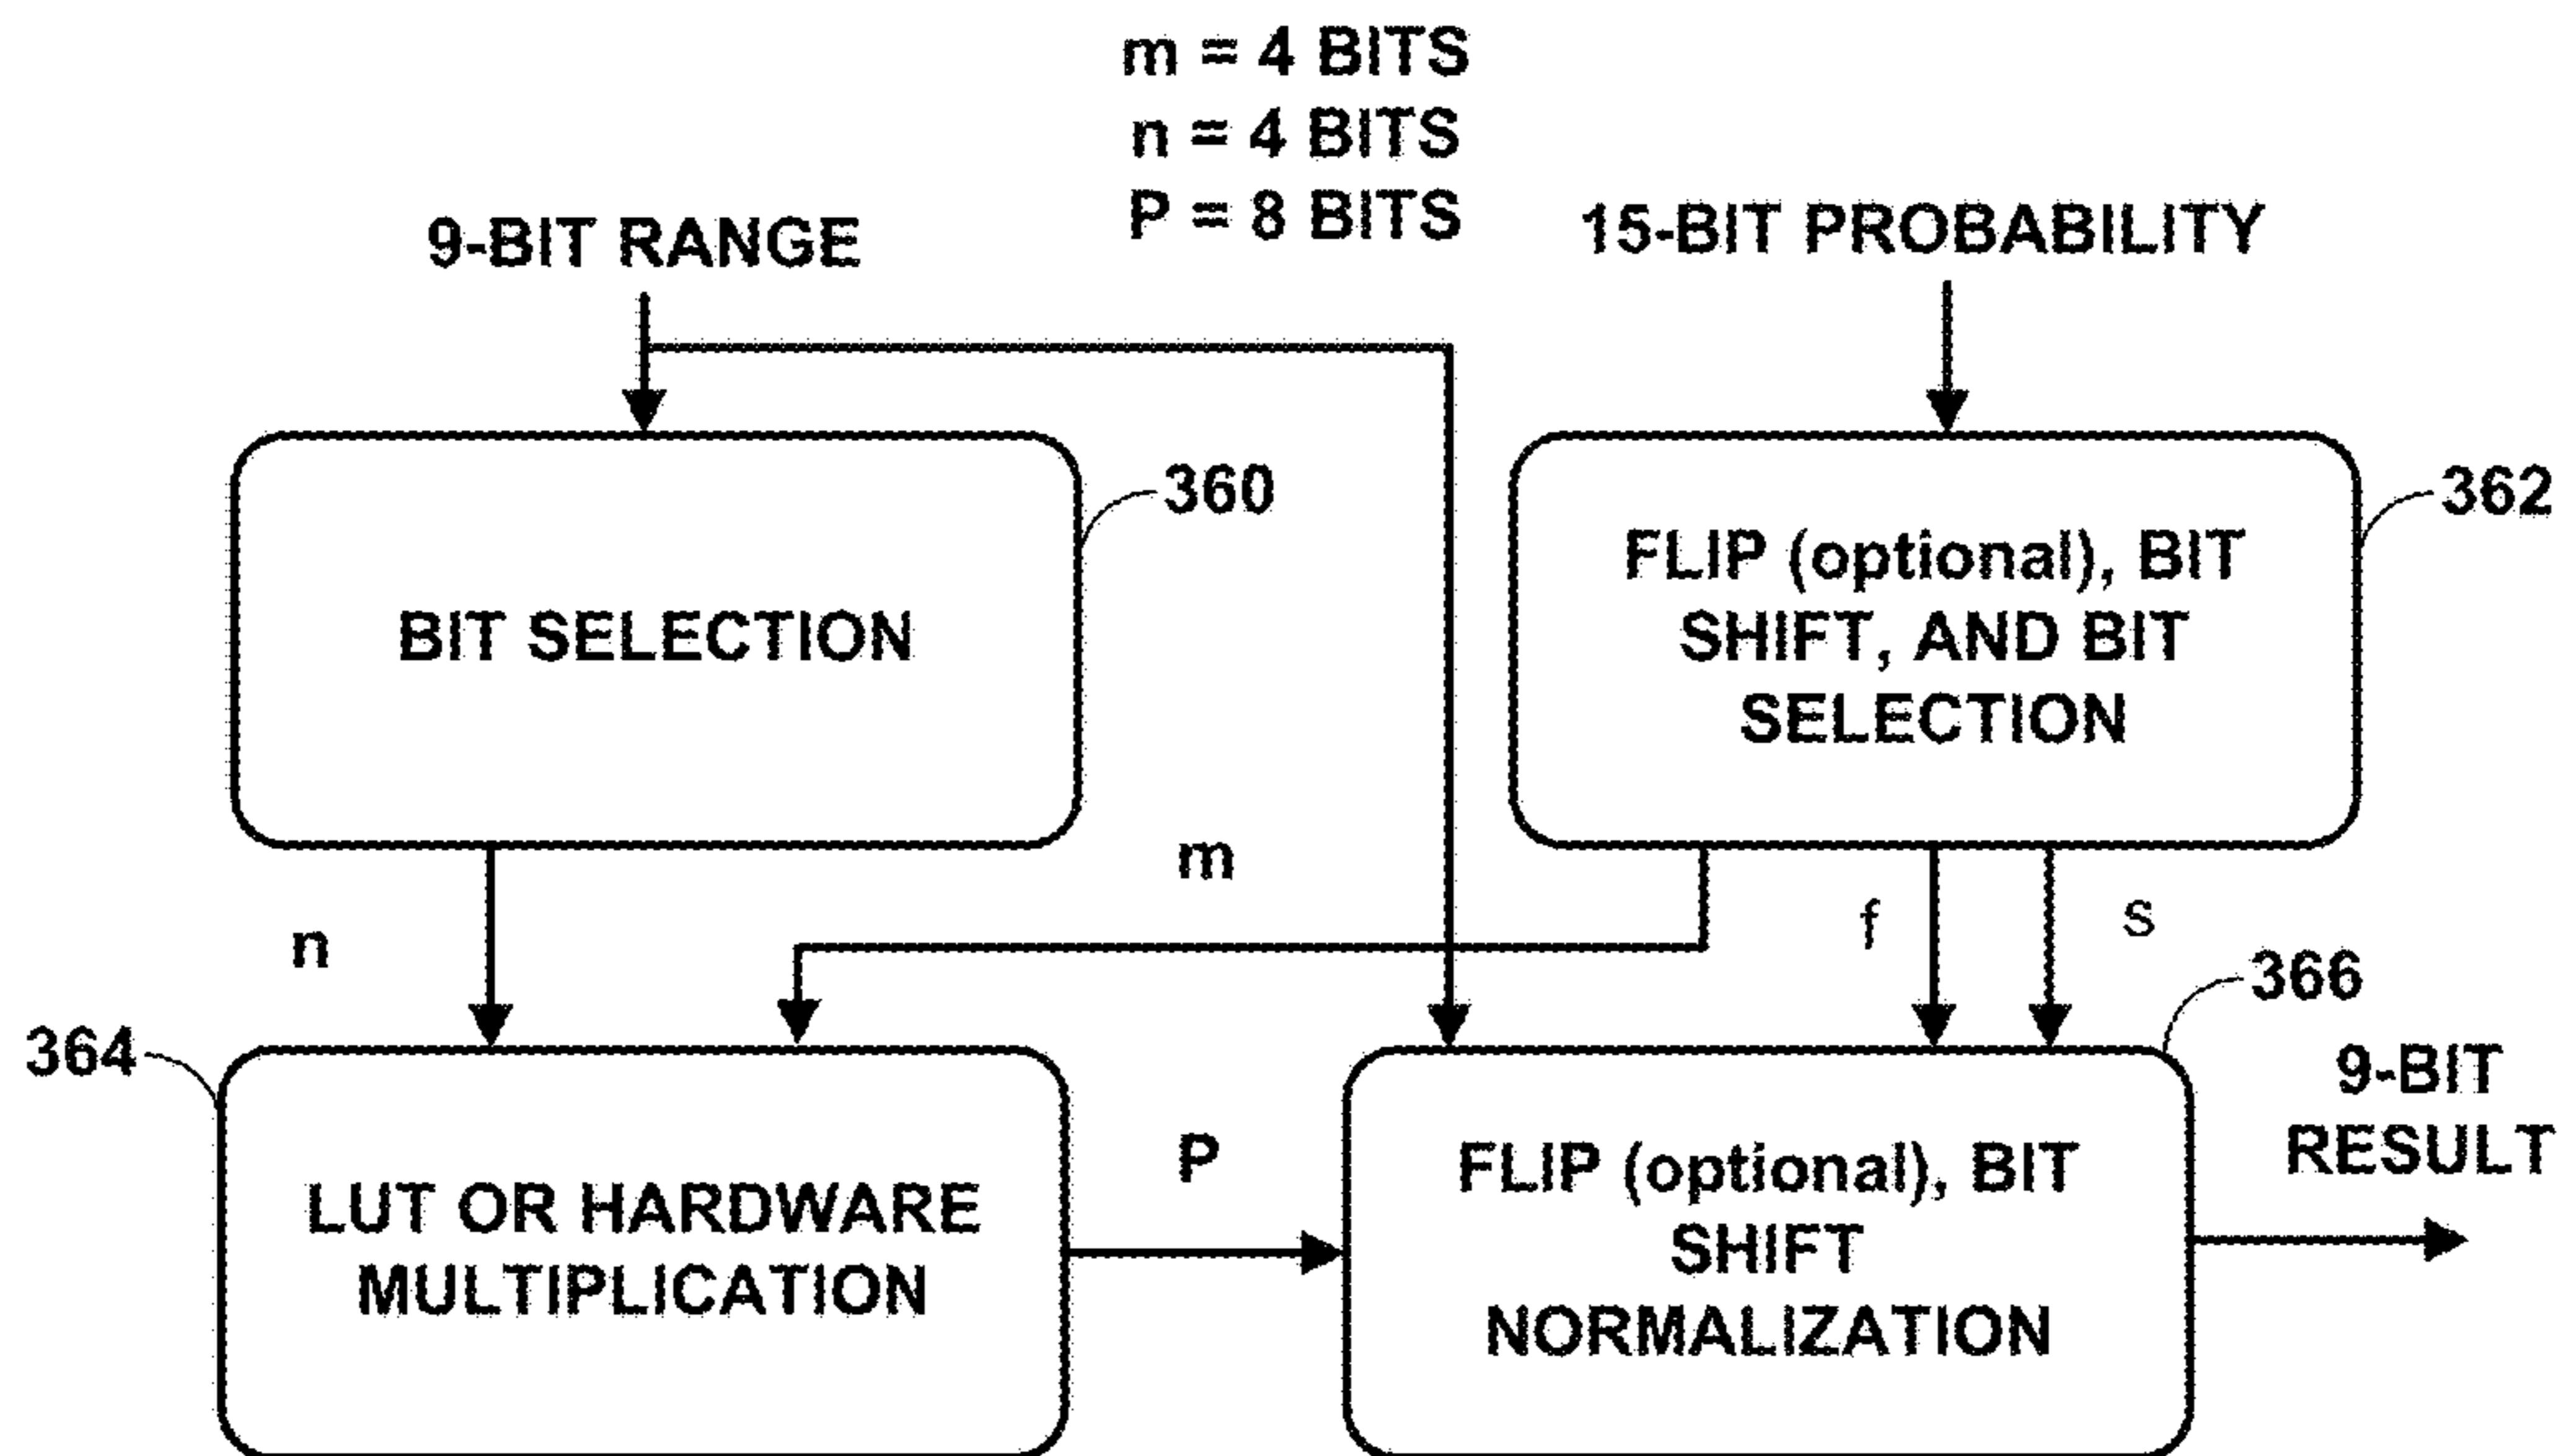 m = 4 BITS
n = 4 BITS
P = 8 BITS
9-BIT RANGE
15-BIT PROBABILITY
360
362
BIT SELECTION
FLIP (optional), BIT
SHIFT, AND BIT
SELECTION
m
n
f
s
364
366
LUT OR HARDWARE
MULTIPLICATION
P
FLIP (optional), BIT
SHIFT
NORMALIZATION
9-BIT
RESULT